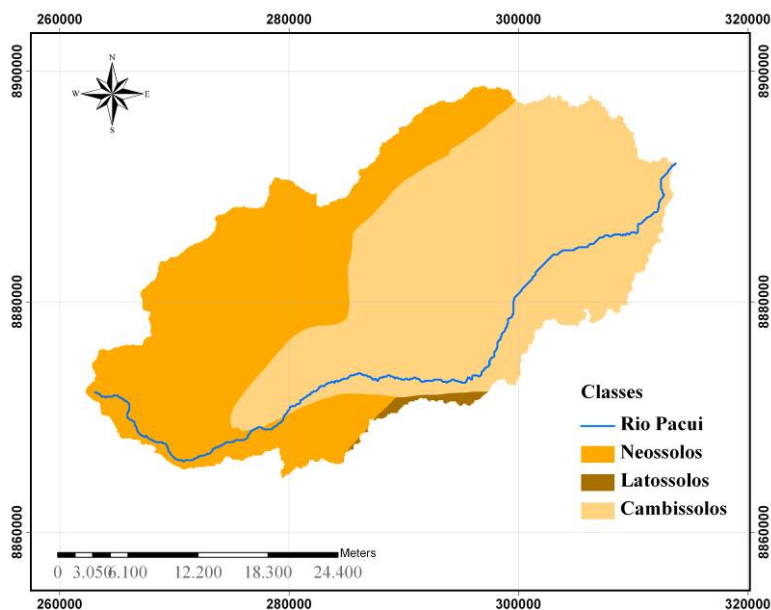 260000 280000 300000 320000
8900000 8900000
N
W E
S
8880000 8880000
Classes
Rio Pacui
Neossolos
Latossolos
Cambissolos
8860000 8860000
Meters
0 3.050 6.100 12.200 18.300 24.400
260000 280000 300000 320000